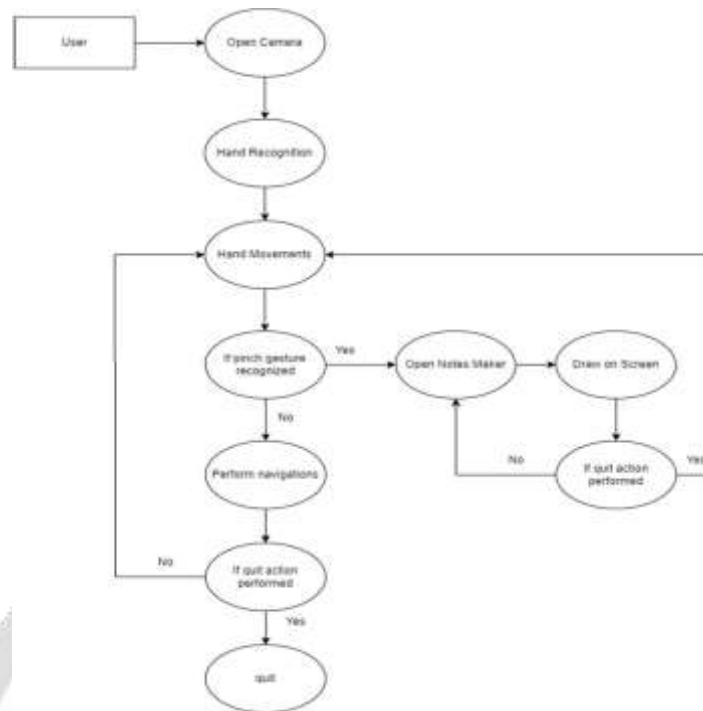 User
Open Camera
Hand Recognition
Hand Movements
If pinch gesture
recognized
Yes
Open Notes Maker
Draw on Screen
No
Perform navigations
No
If quit action
performed
Yes
No
If quit action
performed
Yes
quit